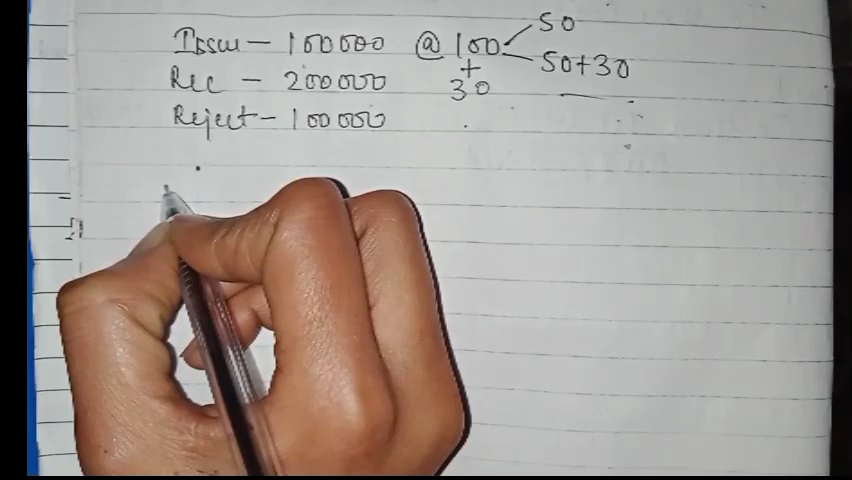 Issue - 100000 @ 100 50
50+30
+
Rec - 200000 30
Reject - 100000